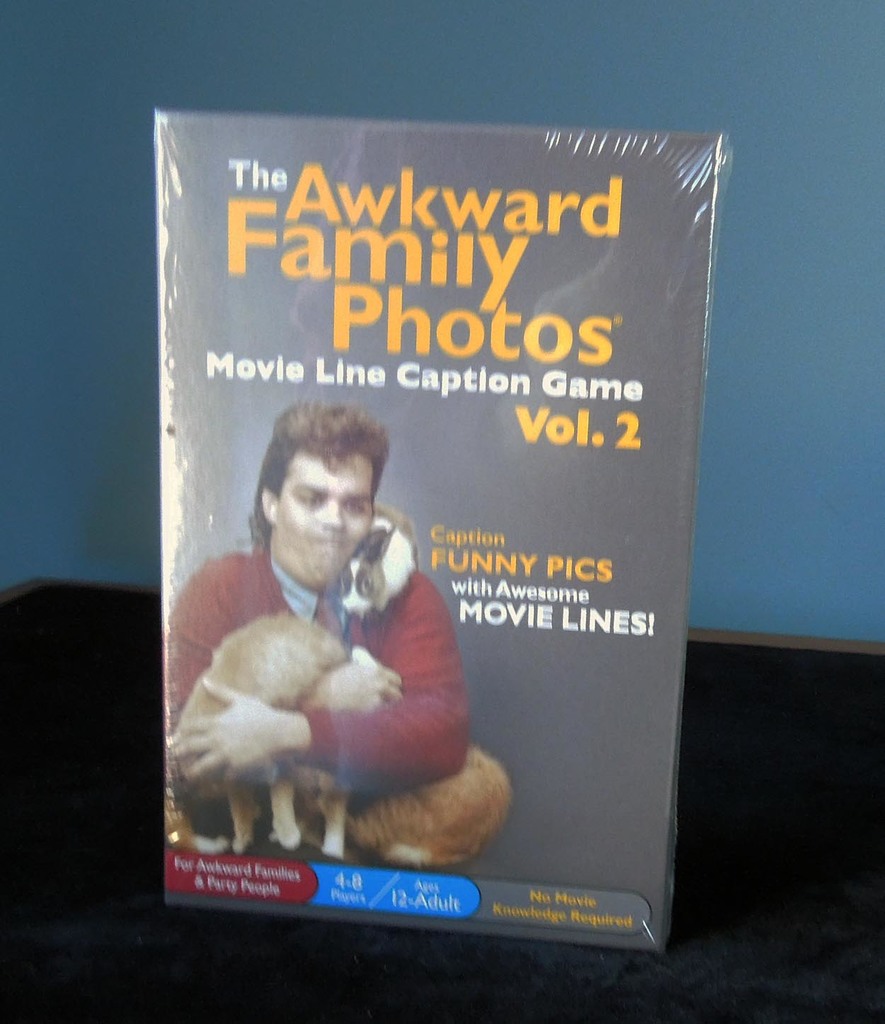 The Awkward
Family
Photos®
Movie Line Caption Game
Vol. 2
Caption
FUNNY PICS
with Awesome
MOVIE LINES!
For Awkward Families
& Party People
4-8
Players
Ages
12-Adult
No Movie
Knowledge Required